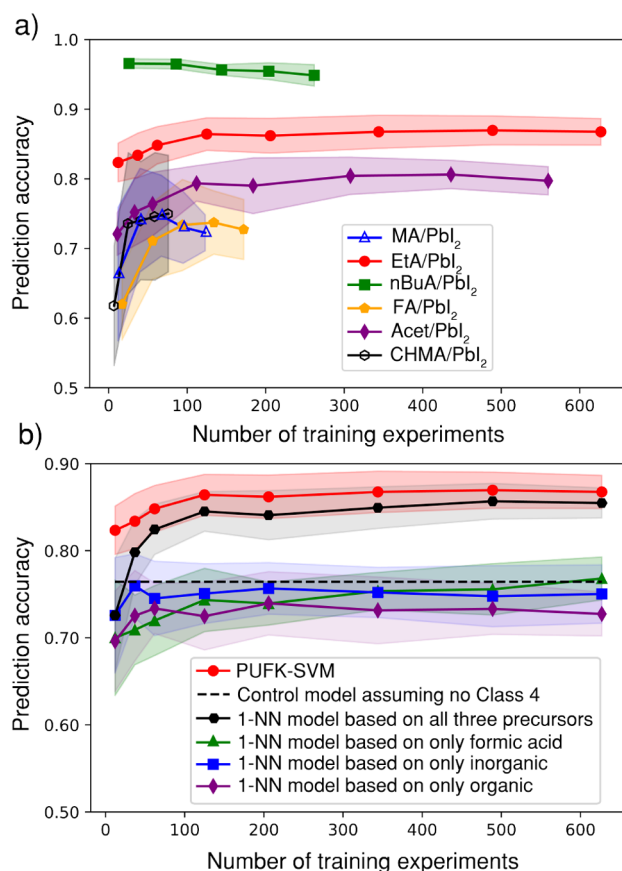 a)
1.0
0.9
0.8
0.7
0.6
0.5
Prediction accuracy
MA/PbI₂
EtA/PbI₂
nBuA/PbI₂
FA/PbI₂
Acet/PbI₂
CHMA/PbI₂
0 100 200 300 400 500 600
Number of training experiments
b)
0.90
0.80
0.70
0.60
0.50
Prediction accuracy
PUFK-SVM
Control model assuming no Class 4
1-NN model based on all three precursors
1-NN model based on only formic acid
1-NN model based on only inorganic
1-NN model based on only organic
0 100 200 300 400 500 600
Number of training experiments